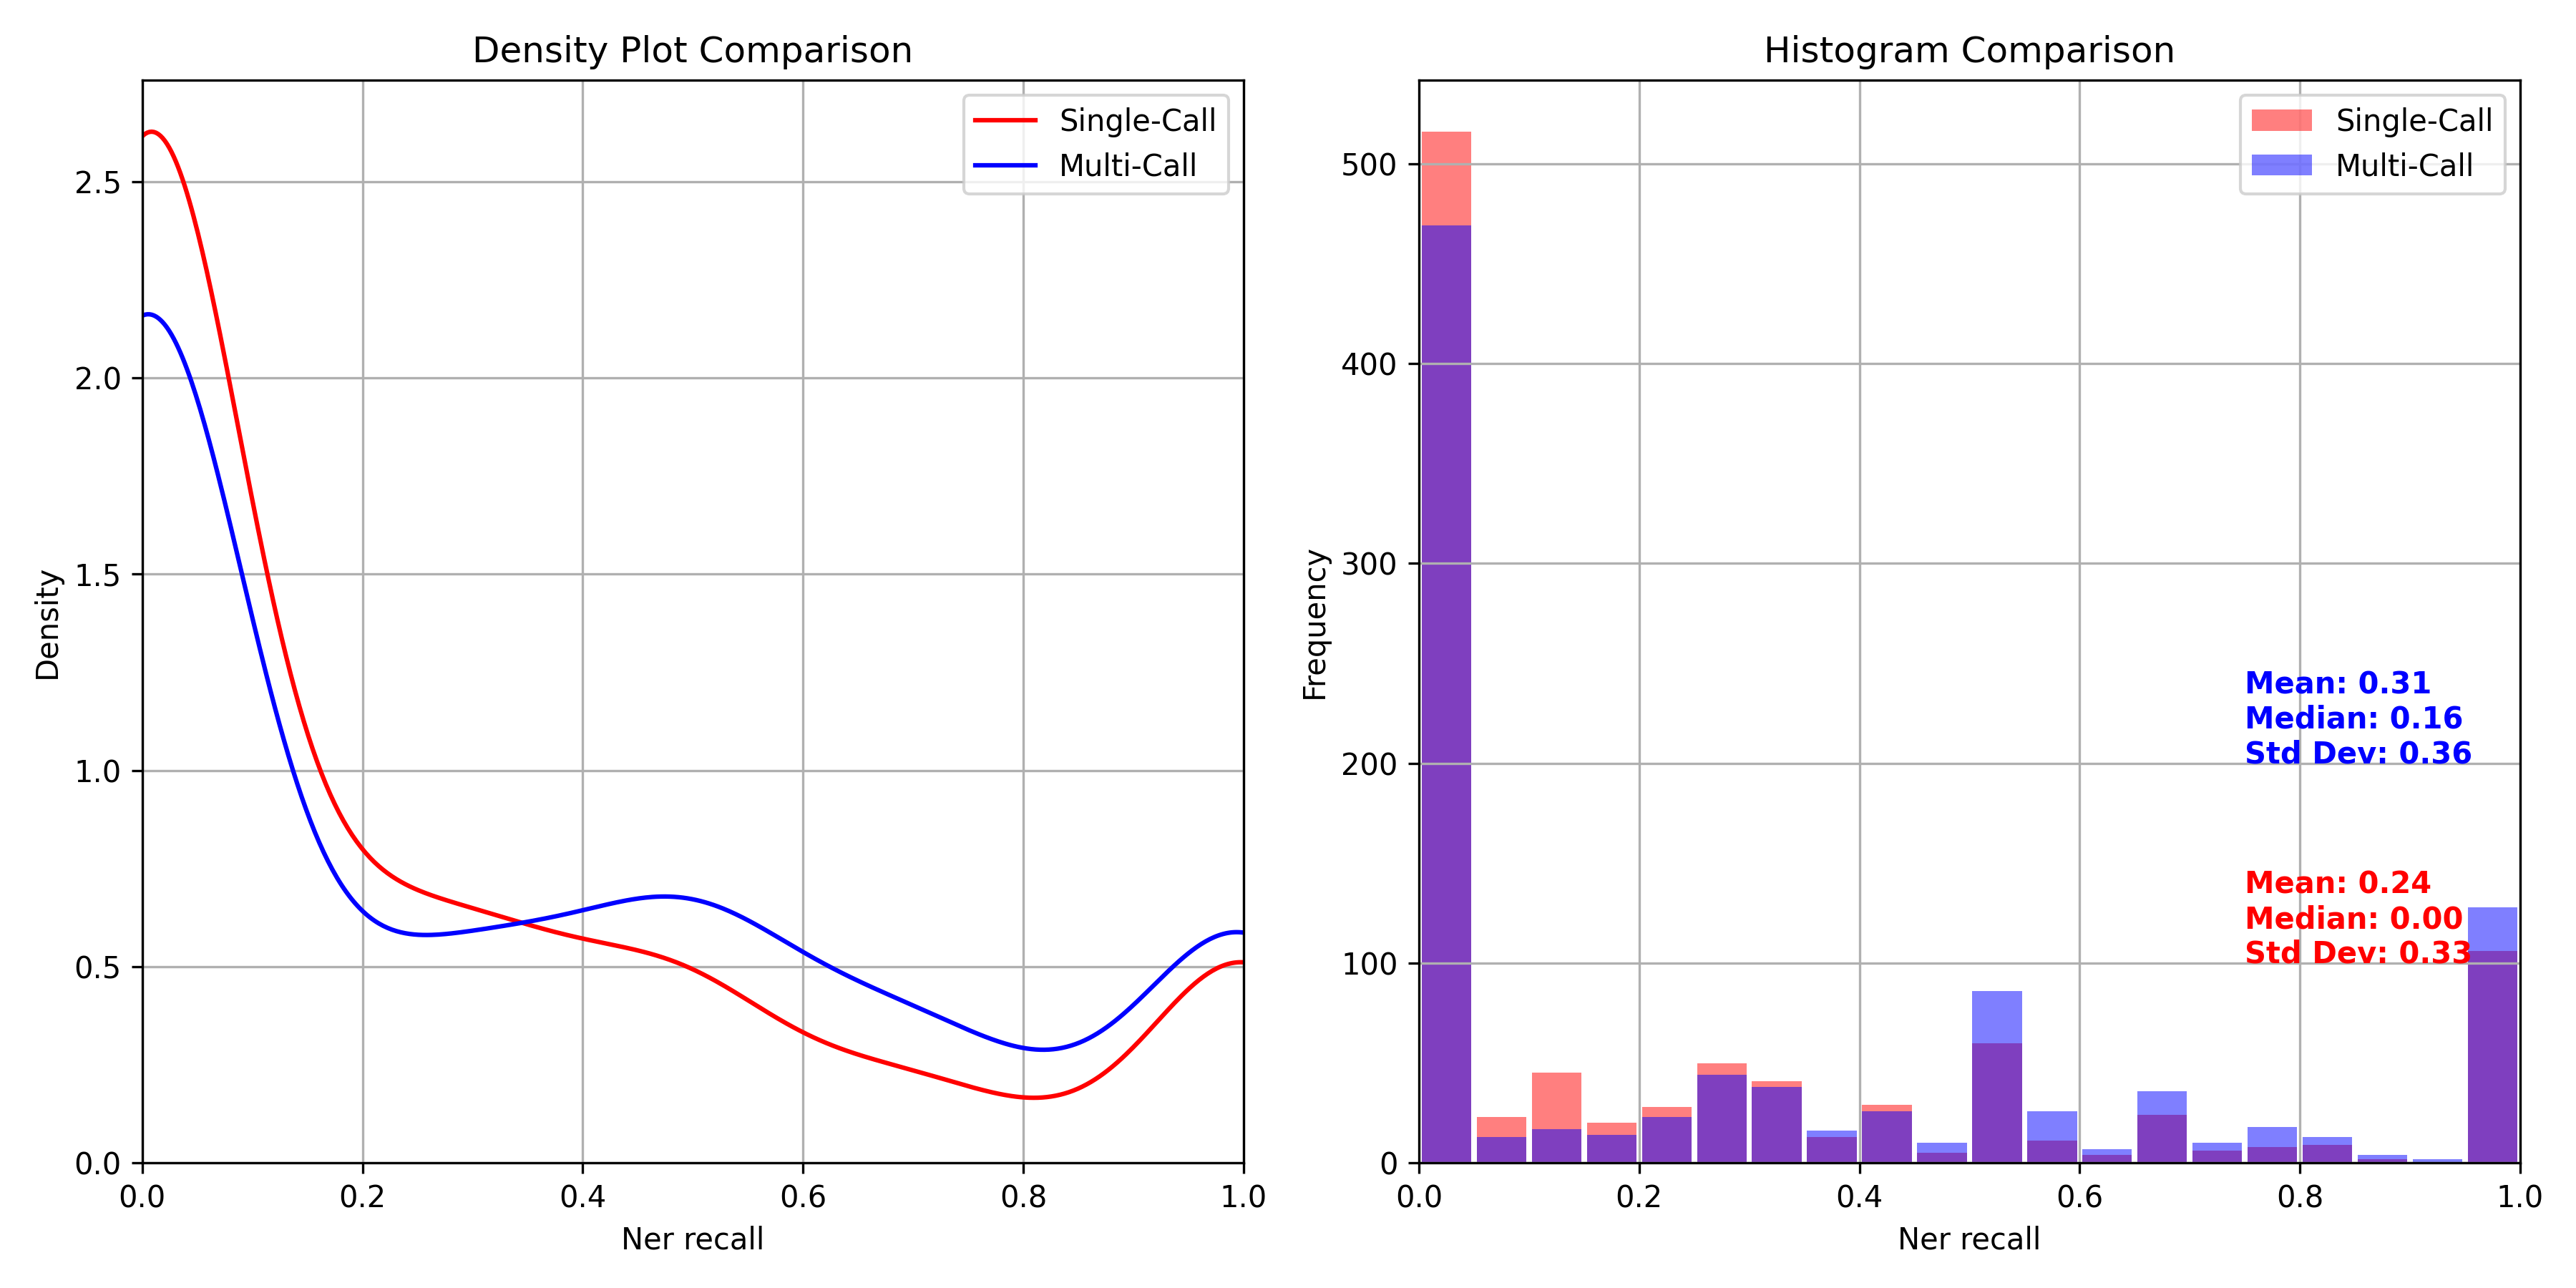 Density Plot Comparison
Single-Call
Multi-Call
2.5
2.0
1.5
1.0
0.5
0.0
Density
0.0 0.2 0.4 0.6 0.8 1.0
Ner recall
Histogram Comparison
Single-Call
Multi-Call
500
400
300
200
100
0
Frequency
Mean: 0.31
Median: 0.16
Std Dev: 0.36
Mean: 0.24
Median: 0.00
Std Dev: 0.33
0.0 0.2 0.4 0.6 0.8 1.0
Ner recall